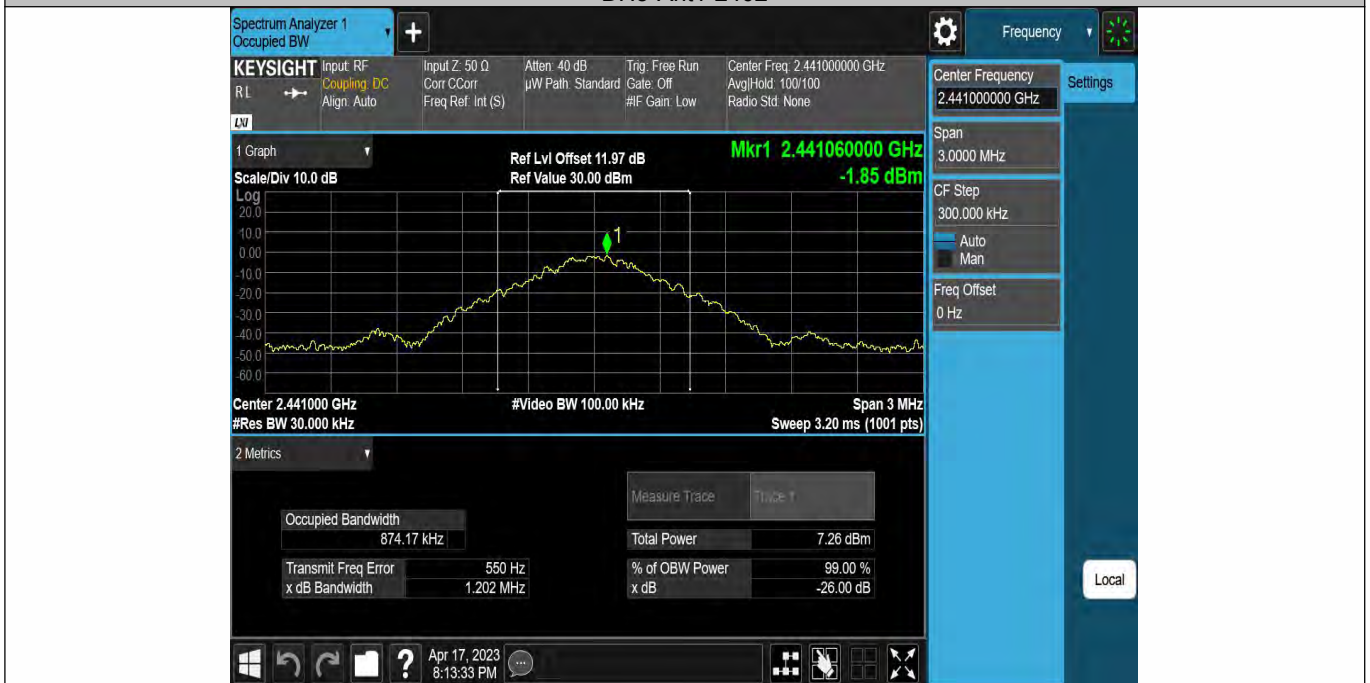 Spectrum Analyzer 1
Occupied BW
Frequency
KEYSIGHT
RL
LXI
Input: RF
Coupling: DC
Align: Auto
Input Z: 50 Ω
Corr CCorr
Freq Ref: Int (S)
Atten: 40 dB
µW Path: Standard
Trig: Free Run
Gate: Off
#IF Gain: Low
Center Freq: 2.441000000 GHz
Avg|Hold: 100/100
Radio Std: None
Center Frequency
2.441000000 GHz
Settings
Span
3.0000 MHz
CF Step
300.000 kHz
Auto
Man
Freq Offset
0 Hz
Local
1 Graph
Scale/Div 10.0 dB
Ref Lvl Offset 11.97 dB
Ref Value 30.00 dBm
Mkr1 2.441060000 GHz
-1.85 dBm
Log
20.0
10.0
0.00
-10.0
-20.0
-30.0
-40.0
-50.0
-60.0
1
Center 2.441000 GHz
#Res BW 30.000 kHz
#Video BW 100.00 kHz
Span 3 MHz
Sweep 3.20 ms (1001 pts)
2 Metrics
Measure Trace
Trace 1
Occupied Bandwidth
874.17 kHz
Total Power
7.26 dBm
Transmit Freq Error
550 Hz
% of OBW Power
99.00 %
x dB Bandwidth
1.202 MHz
x dB
-26.00 dB
Apr 17, 2023
8:13:33 PM